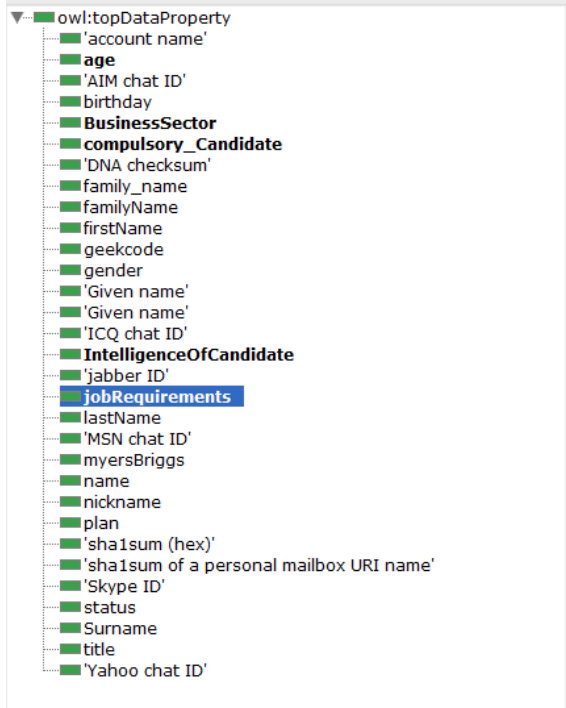 owl:topDataProperty
'account name'
age
'AIM chat ID'
birthday
BusinessSector
compulsory_Candidate
'DNA checksum'
family_name
familyName
firstName
geekcode
gender
'Given name'
'Given name'
'ICQ chat ID'
IntelligenceOfCandidate
'jabber ID'
jobRequirements
lastName
'MSN chat ID'
myersBriggs
name
nickname
plan
'sha1sum (hex)'
'sha1sum of a personal mailbox URI name'
'Skype ID'
status
Surname
title
'Yahoo chat ID'